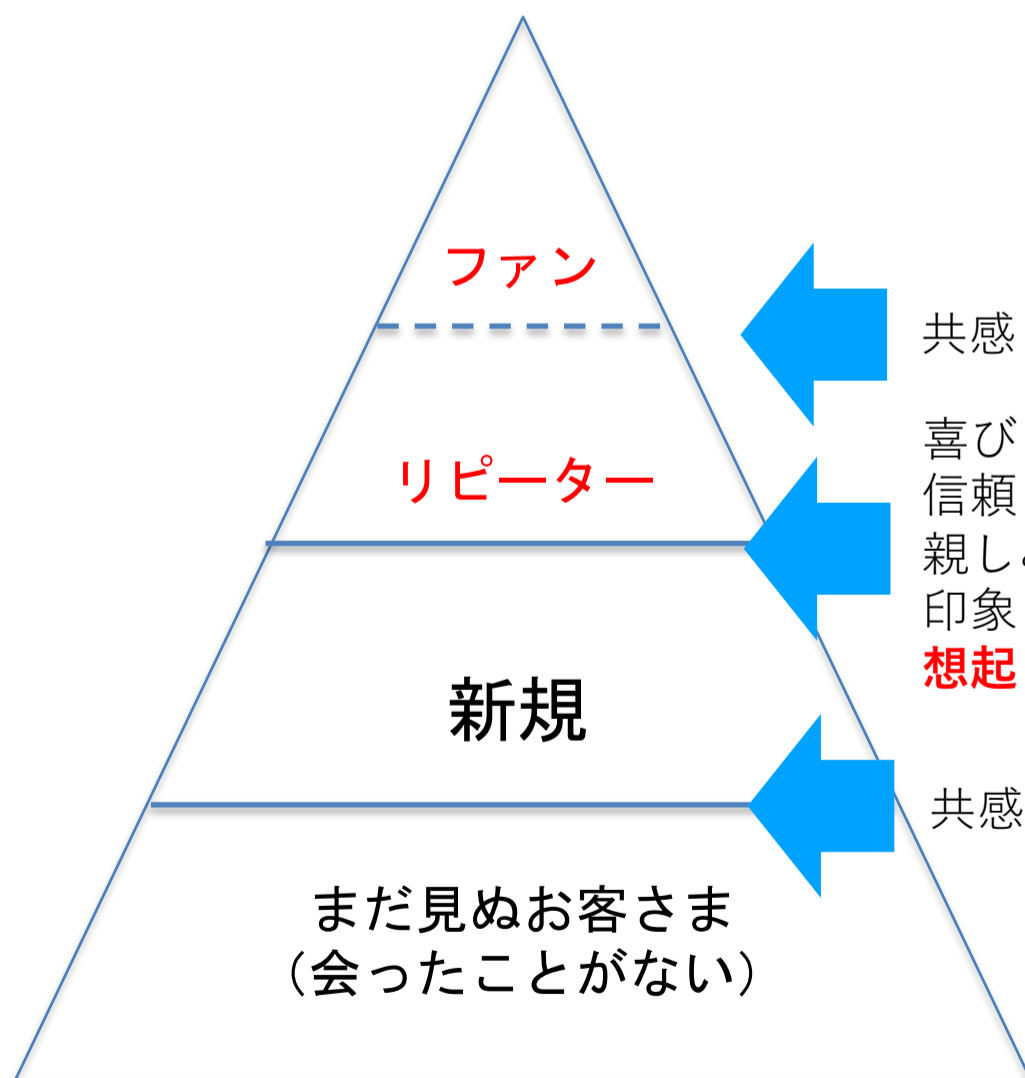 ファン
共感
喜び
信頼
リピーター
親し
印象
想起
新規
共感
まだ見ぬお客さま
（会ったことがない）